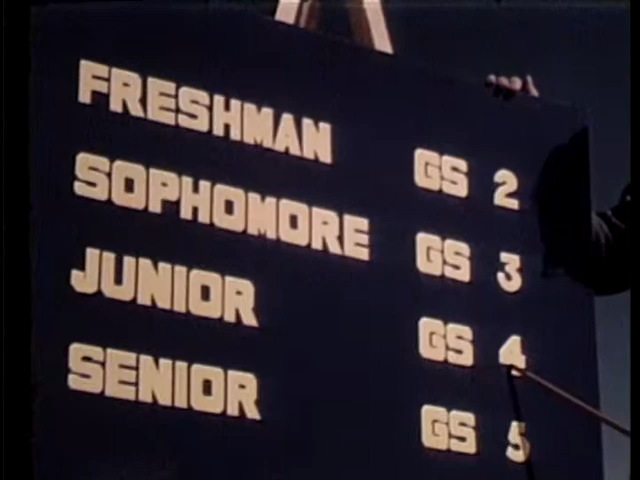 FRESHMAN GS 2
SOPHOMORE GS 3
JUNIOR GS 4
SENIOR GS 5